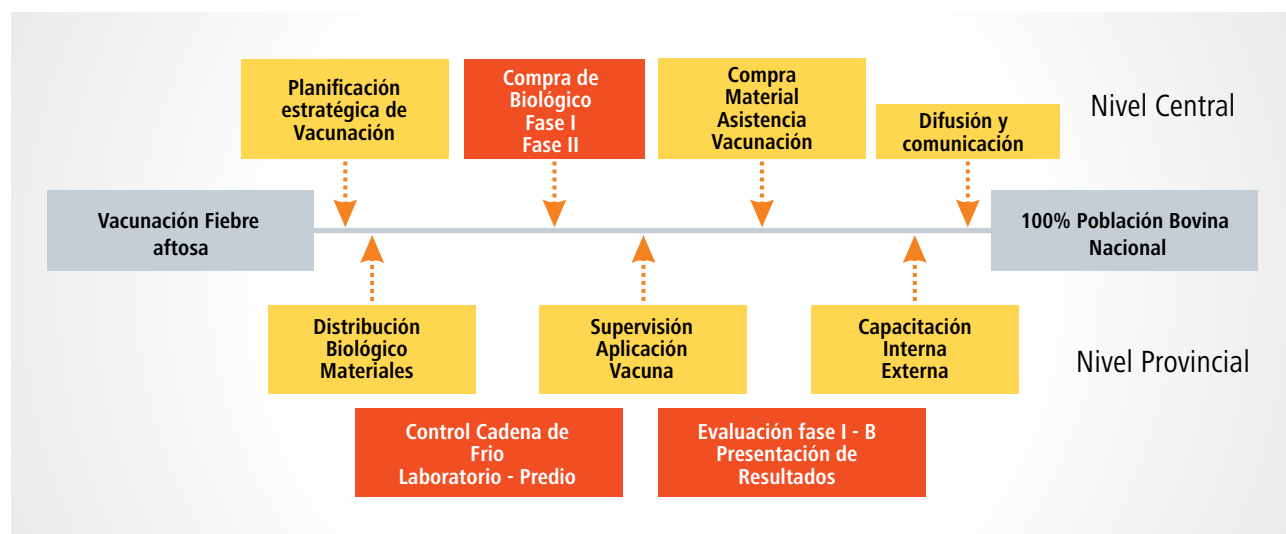 Planificación
estratégica de
Vacunación
Compra de
Biológico
Fase I
Fase II
Compra
Material
Asistencia
Vacunación
Difusión y
comunicación
Nivel Central
Vacunación Fiebre
aftosa
100% Población Bovina
Nacional
Distribución
Biológico
Materiales
Supervisión
Aplicación
Vacuna
Capacitación
Interna
Externa
Nivel Provincial
Control Cadena de
Frio
Laboratorio - Predio
Evaluación fase I - B
Presentación de
Resultados